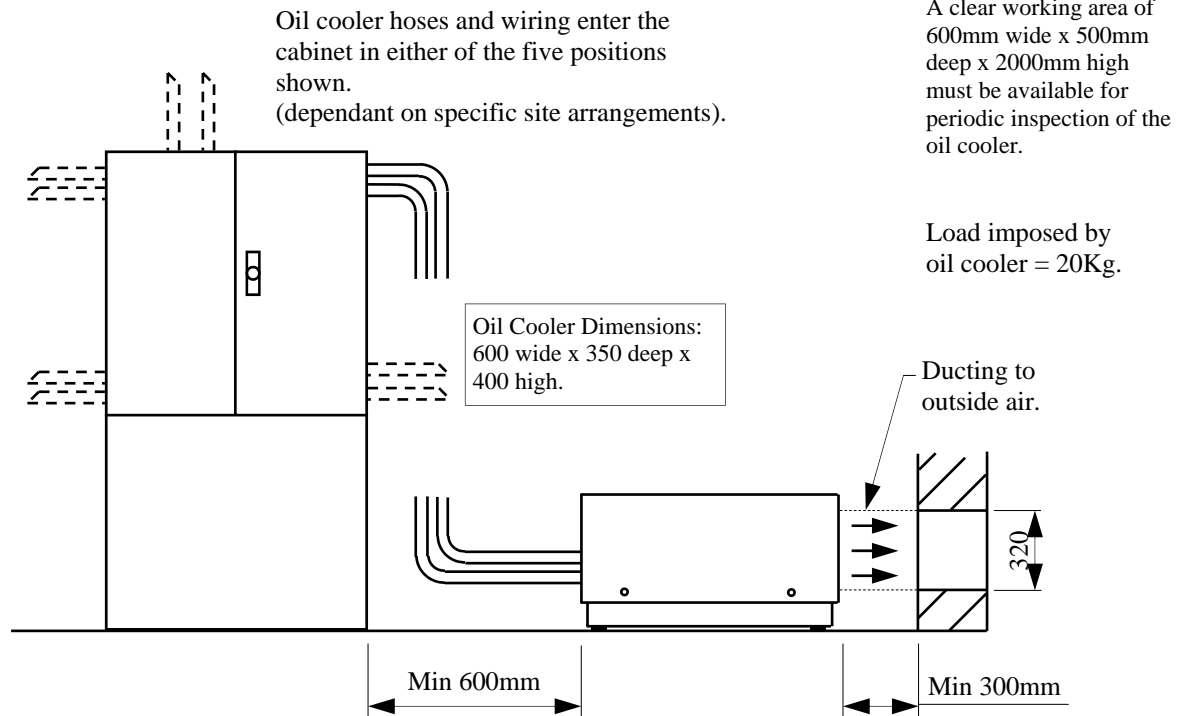 Oil cooler hoses and wiring enter the
cabinet in either of the five positions
shown.
(dependant on specific site arrangements).
A clear working area of
600mm wide x 500mm
deep x 2000mm high
must be available for
periodic inspection of the
oil cooler.
Load imposed by
oil cooler = 20Kg.
Oil Cooler Dimensions:
600 wide x 350 deep x
400 high.
Ducting to
outside air.
320
Min 600mm
Min 300mm